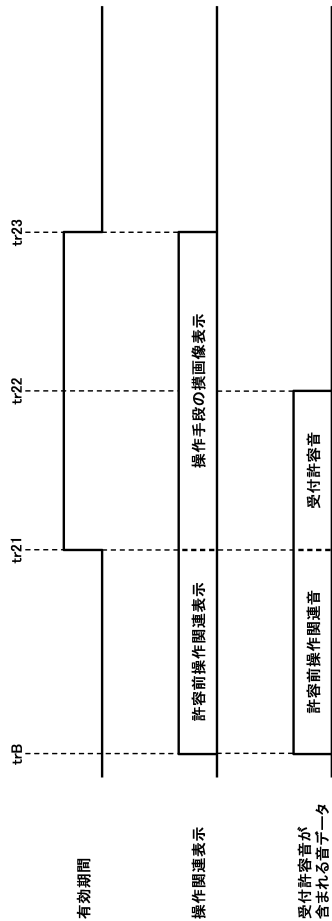 trB
tr21
tr22
tr23
有効期間
操作関連表示
許容前操作関連表示
操作手段の摸画像表示
受付許容音が
含まれる音データ
許容前操作関連音
受付許容音